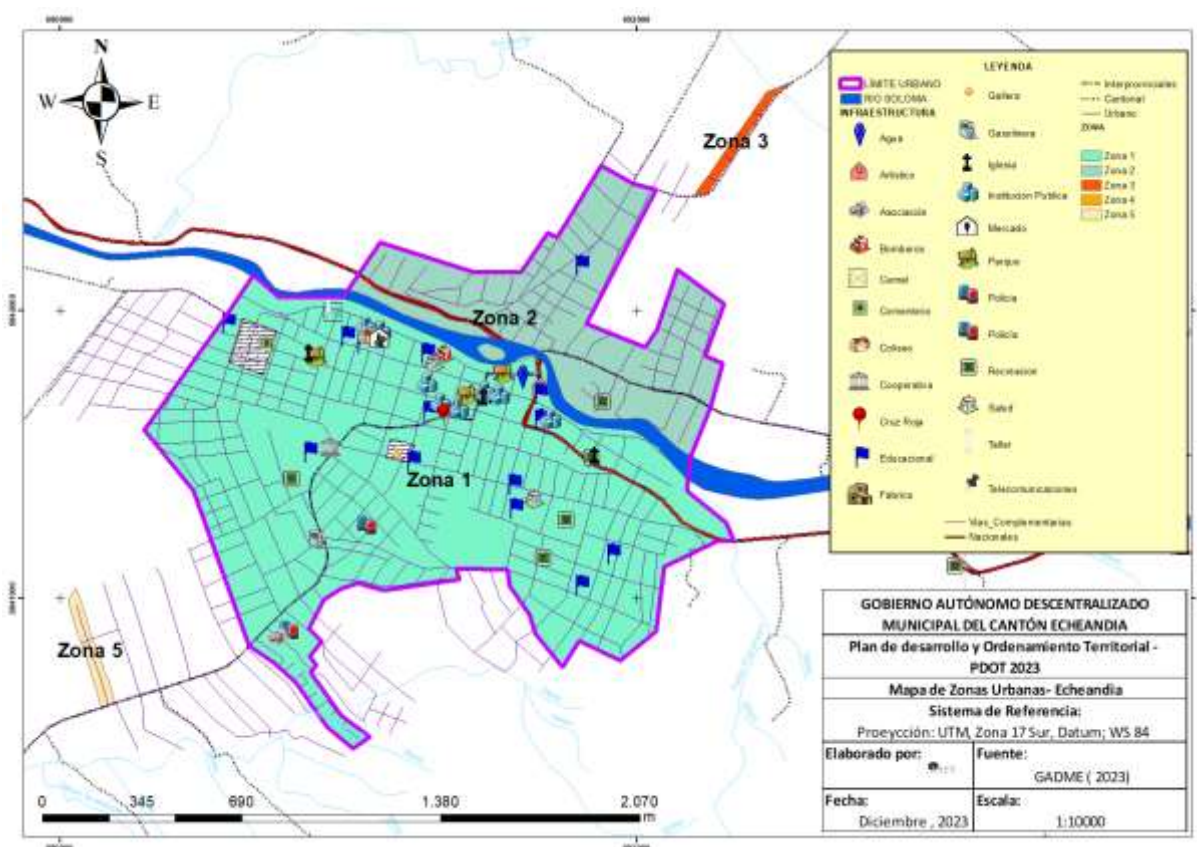 N
W
E
S
Zona 3
Zona 2
Zona 1
Zona 5
LEYENDA
LÍMITE URBANO
RIO SOLOMA
INFRAESTRUCTURA
Agua
Artistico
Asociación
Bomberos
Camal
Cementerio
Coliseo
Cooperativa
Cruz Roja
Educacional
Fabrica
Gallera
Gasolinera
Iglesia
Institucion Publica
Mercado
Parque
Policia
Policia
Recreacion
Salud
Taller
Telecomunicaciones
Interprovinciales
Cantonal
Urbano
ZONA
Zona 1
Zona 2
Zona 3
Zona 4
Zona 5
Vias_Complementarias
Nacionales
GOBIERNO AUTÓNOMO DESCENTRALIZADO
MUNICIPAL DEL CANTÓN ECHEANDIA
Plan de desarrollo y Ordenamiento Territorial -
PDOT 2023
Mapa de Zonas Urbanas- Echeandia
Sistema de Referencia:
Proeycción: UTM, Zona 17 Sur, Datum; WS 84
Elaborado por:
Fuente:
GADME ( 2023)
Fecha:
Diciembre , 2023
Escala:
1:10000
0 345 690 1.380 2.070
m